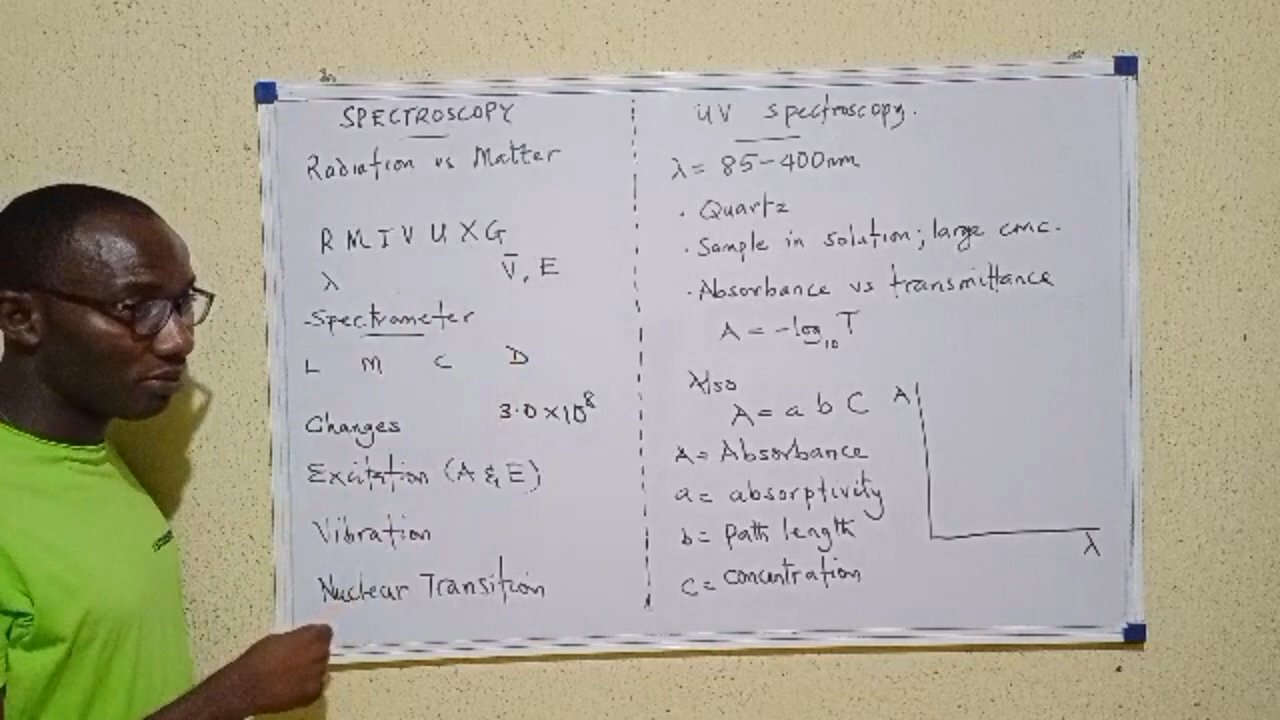 SPECTROSCOPY
Radiation vs Matter
R M I V U X G
λ ν̅, E
Spectrometer
L M C D
Changes 3.0 × 10⁸
Excitation (A & E)
Vibration
Nuclear Transition
UV spectroscopy.
λ = 85-400nm
· Quartz
· Sample in solution; large conc.
· Absorbance vs transmittance
A = -log₁₀ T
Also
A = a b C
A = Absorbance
a = absorptivity
b = path length
C = concentration
A
λ